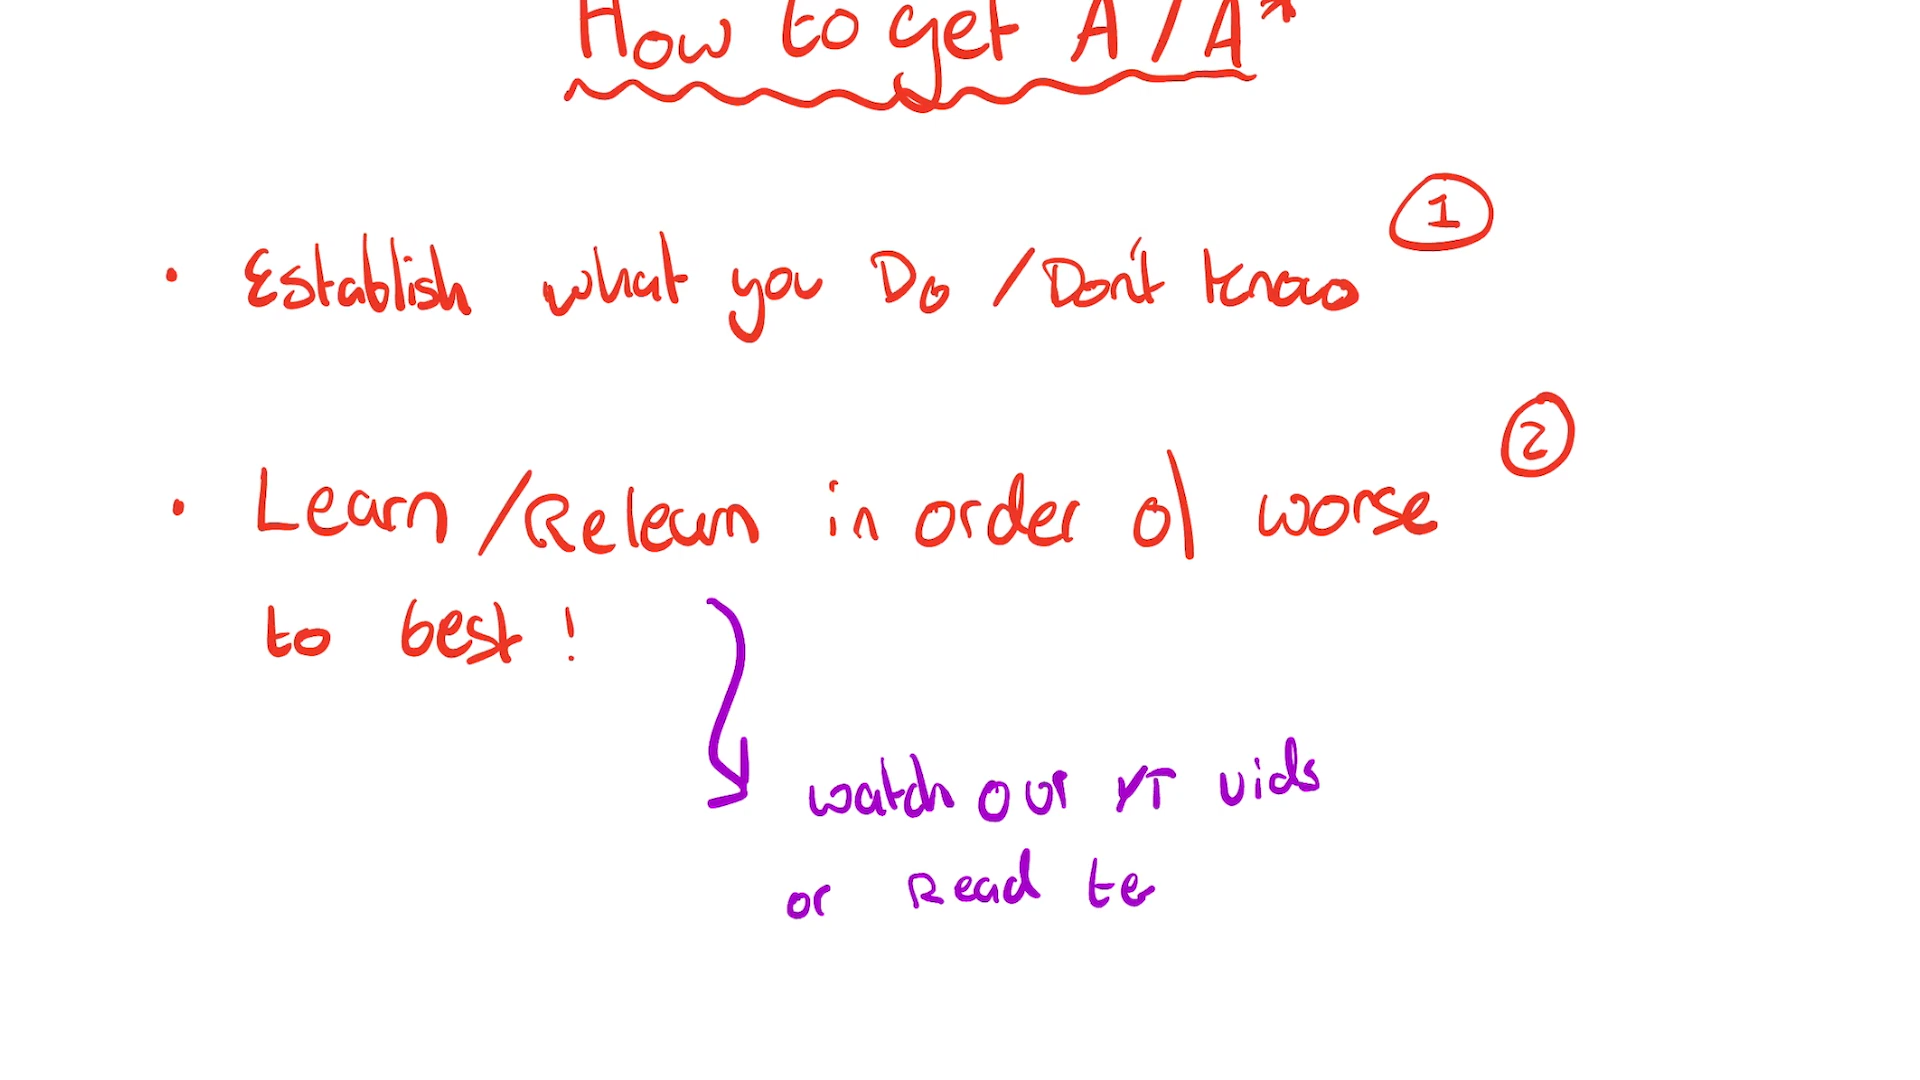 How to get A/A*
1
• Establish what you Do / Don't know
2
• Learn / Relearn in order of worse
to best!
watch our YT vids
or Read te